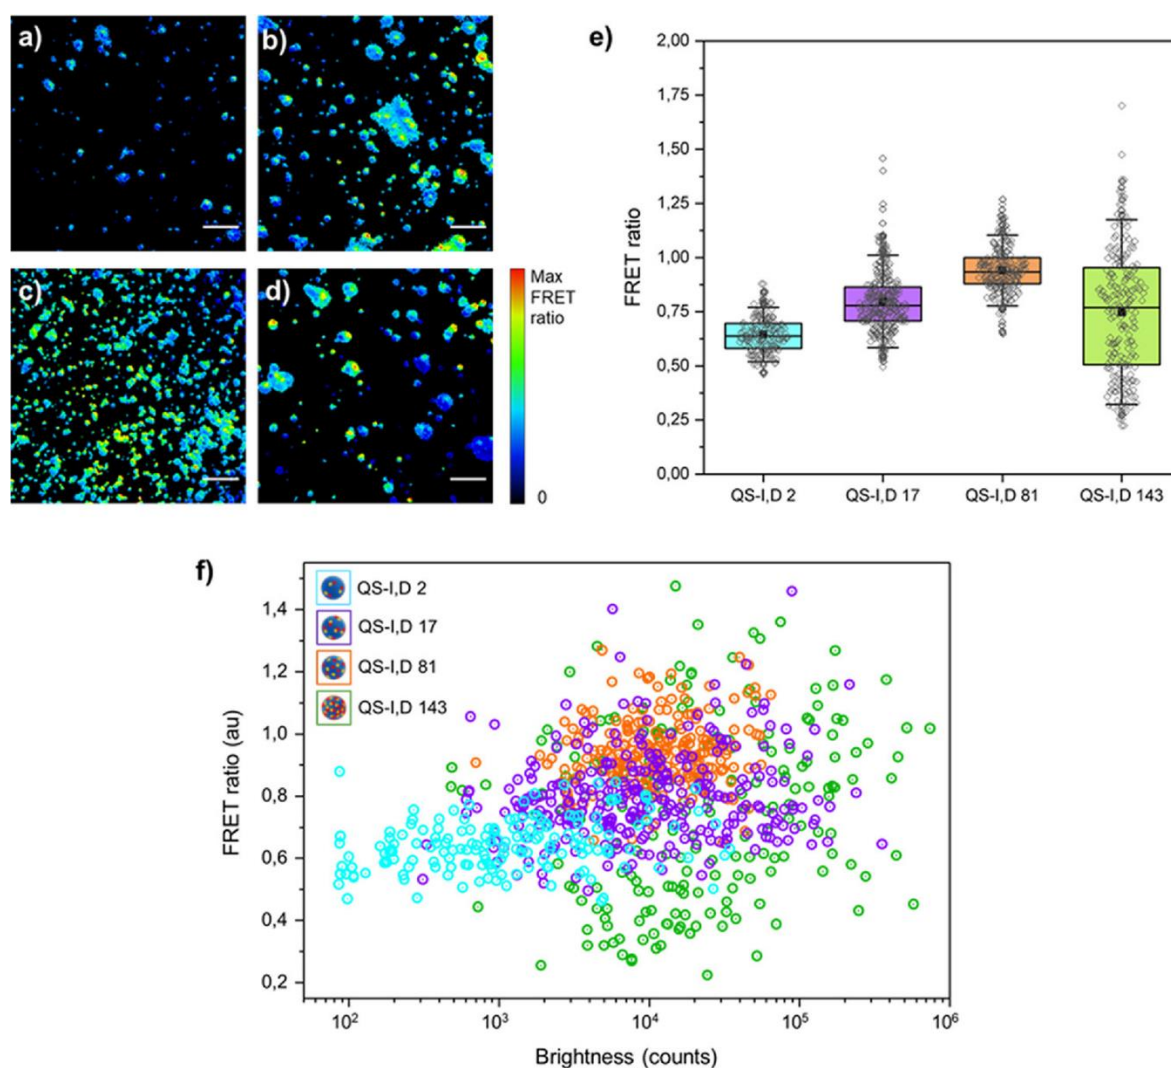 a)
b)
c)
d)
Max
FRET
ratio
0
e)
FRET ratio
2,00
1,75
1,50
1,25
1,00
0,75
0,50
0,25
0,00
QS-I,D 2
QS-I,D 17
QS-I,D 81
QS-I,D 143
f)
QS-I,D 2
QS-I,D 17
QS-I,D 81
QS-I,D 143
FRET ratio (au)
1,4
1,2
1,0
0,8
0,6
0,4
0,2
10²
10³
10⁴
10⁵
10⁶
Brightness (counts)